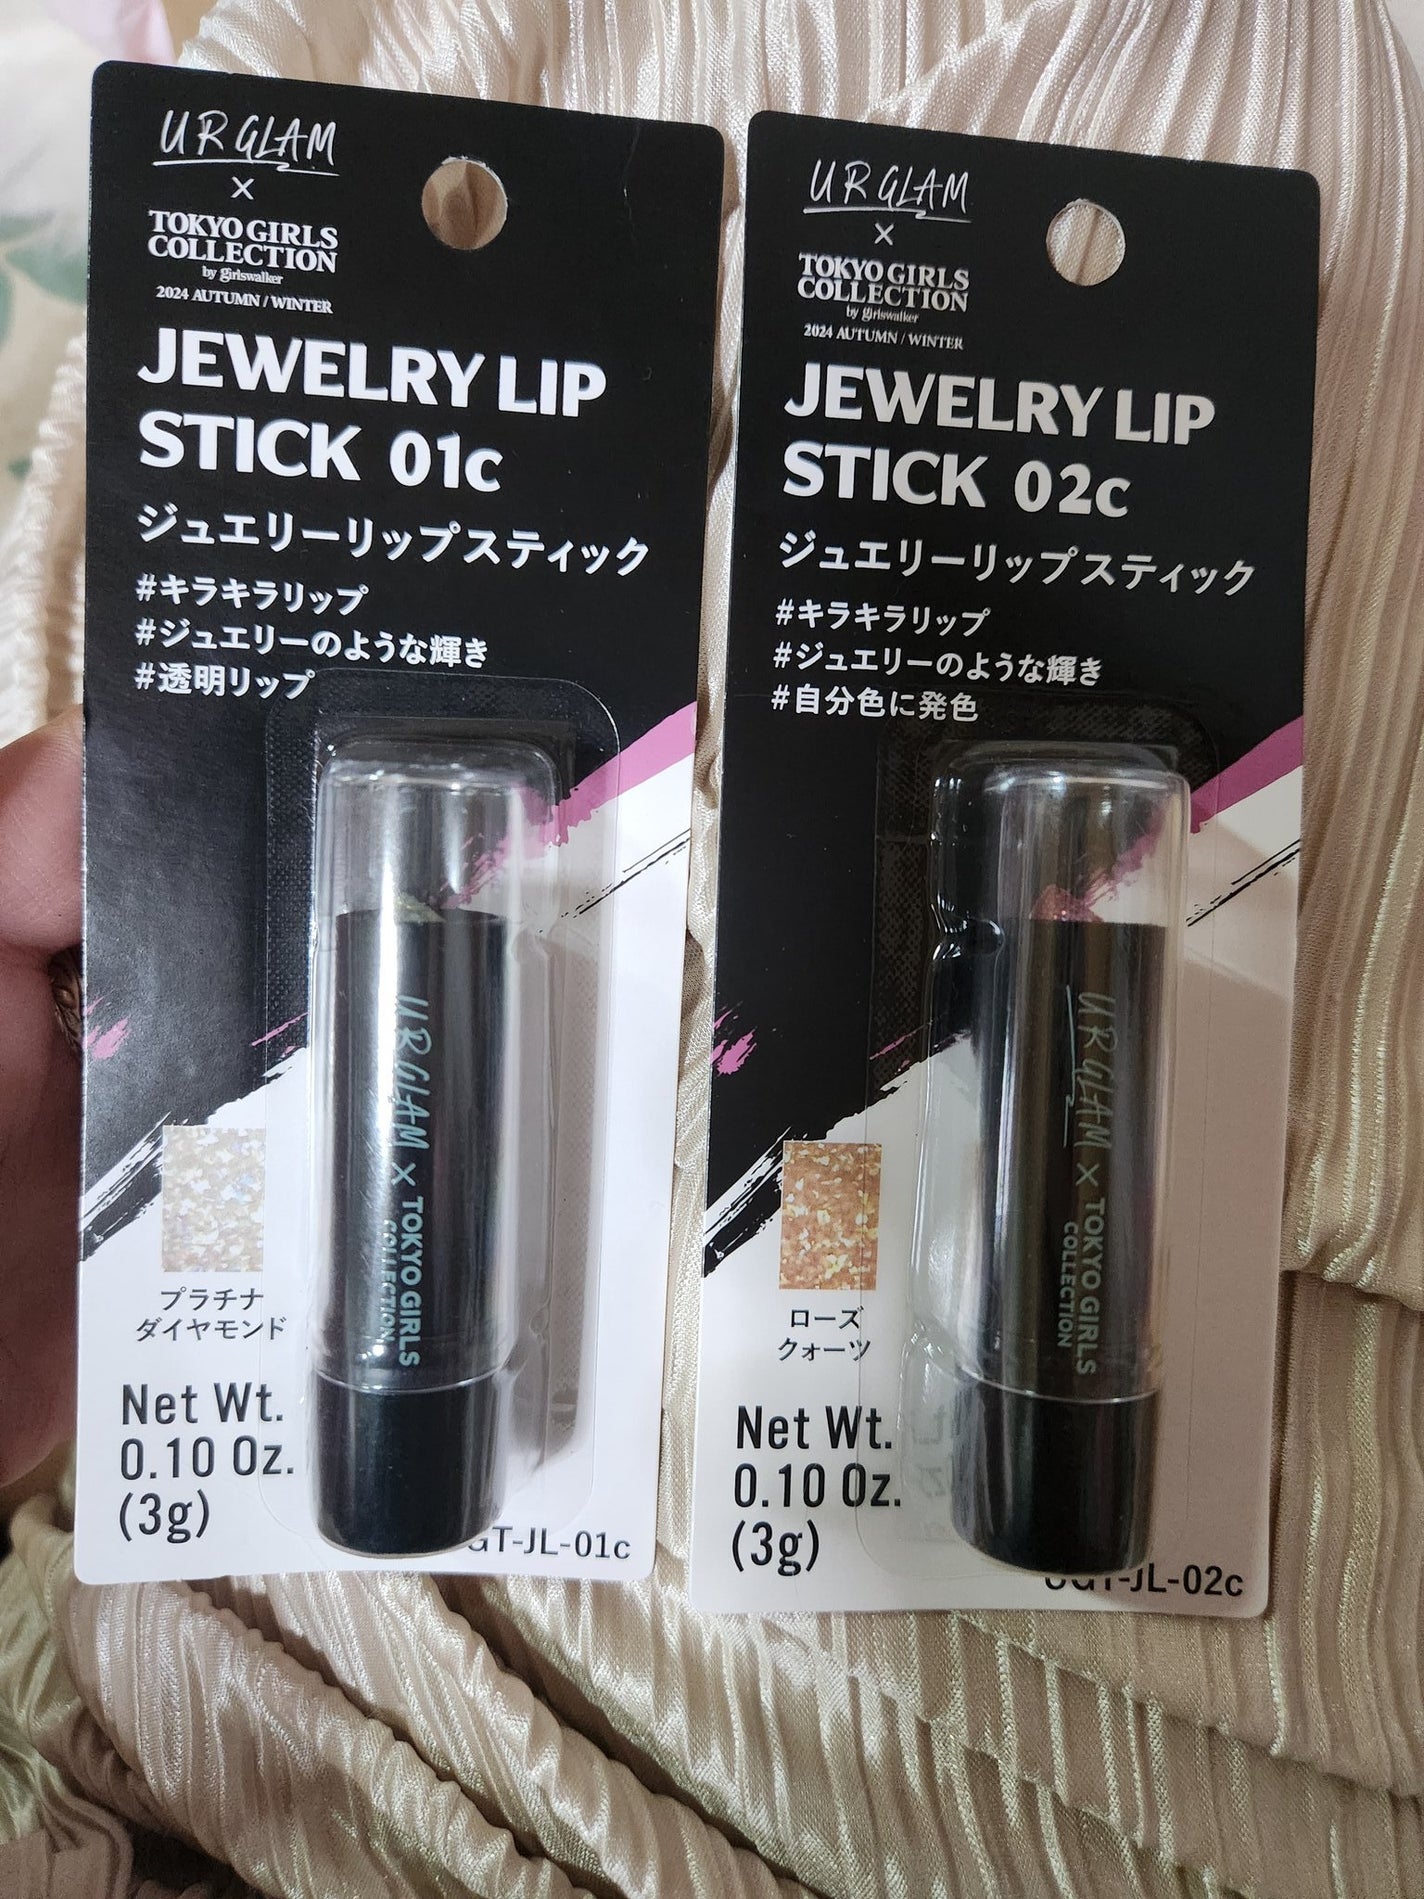 UR GLAM
×
TOKYO GIRLS
COLLECTION
by girlswalker
2024 AUTUMN / WINTER
JEWELRY LIP
STICK 01c
ジュエリーリップスティック
#キラキラリップ
#ジュエリーのような輝き
#透明リップ
UR GLAM × TOKYO GIRLS
COLLECTION
プラチナ
ダイヤモンド
Net Wt.
0.10 Oz.
(3g)
GT-JL-01c
UR GLAM
×
TOKYO GIRLS
COLLECTION
by girlswalker
2024 AUTUMN / WINTER
JEWELRY LIP
STICK 02c
ジュエリーリップスティック
#キラキラリップ
#ジュエリーのような輝き
#自分色に発色
UR GLAM × TOKYO GIRLS
COLLECTION
ローズ
クォーツ
Net Wt.
0.10 Oz.
(3g)
UGT-JL-02c